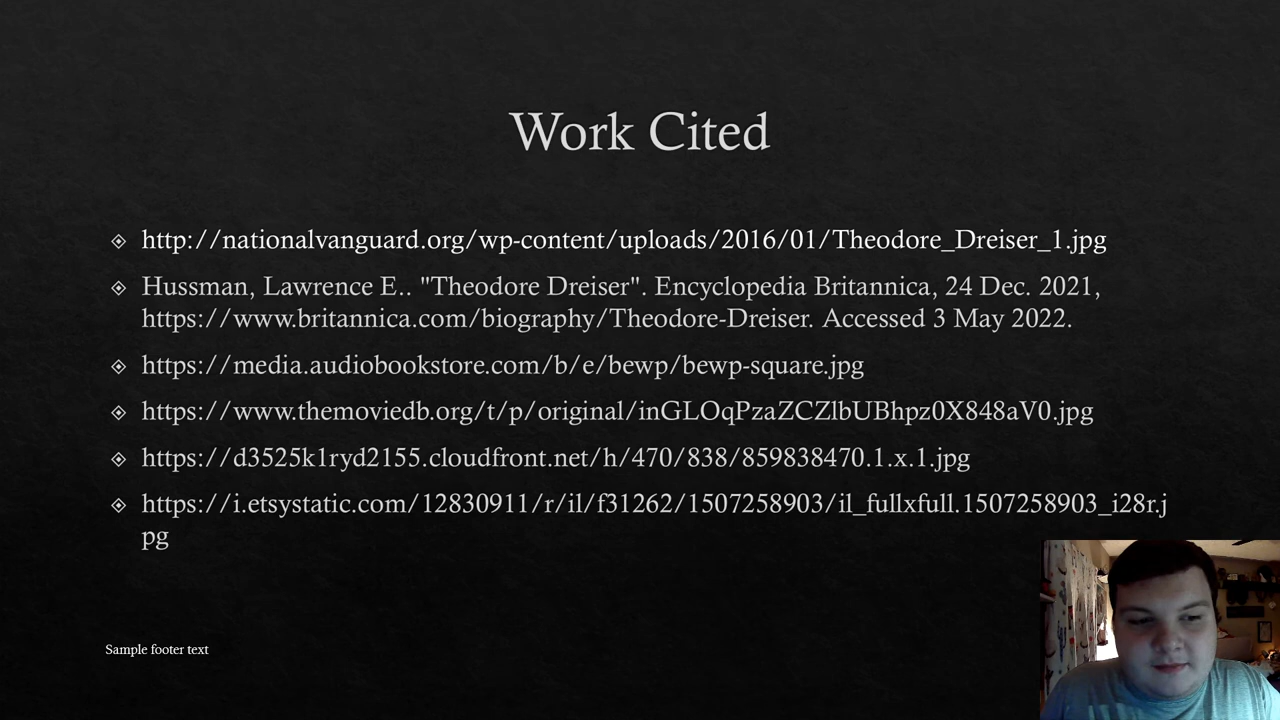 Work Cited
http://nationalvanguard.org/wp-content/uploads/2016/01/Theodore_Dreiser_1.jpg
Hussman, Lawrence E.. "Theodore Dreiser". Encyclopedia Britannica, 24 Dec. 2021,
https://www.britannica.com/biography/Theodore-Dreiser. Accessed 3 May 2022.
https://media.audiobookstore.com/b/e/bewp/bewp-square.jpg
https://www.themoviedb.org/t/p/original/inGLOqPzaZCZlbUBhpz0X848aV0.jpg
https://d3525k1ryd2155.cloudfront.net/h/470/838/859838470.1.x.1.jpg
https://i.etsystatic.com/12830911/r/il/f31262/1507258903/il_fullxfull.1507258903_i28r.j
pg
Sample footer text